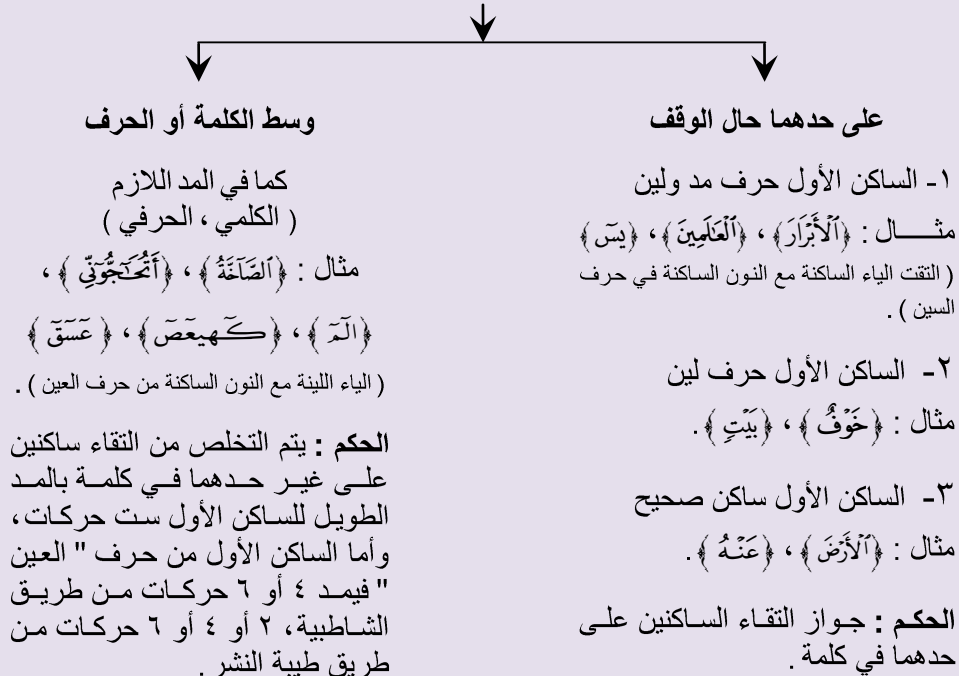 على حدهما حال الوقف
١- الساكن الأول حرف مد ولين
مثـــال : ﴿ٱلْأَبْرَارَ﴾ ، ﴿ٱلْعَٰلَمِينَ﴾ ، ﴿يسٓ﴾
( التقت الياء الساكنة مع النون الساكنة في حرف
السين ) .
٢- الساكن الأول حرف لين
مثال : ﴿خَوْفٌ﴾ ، ﴿بَيْتٍ﴾ .
٣- الساكن الأول ساكن صحيح
مثال : ﴿ٱلْأَرْضَ﴾ ، ﴿عَنْهُ﴾ .
الحكم : جواز التقاء الساكنين على
حدهما في كلمة .
وسط الكلمة أو الحرف
كما في المد اللازم
( الكلمي ، الحرفي )
مثال : ﴿ٱلصَّآخَّةُ﴾ ، ﴿أَتُحَٰٓجُّوٓنِّي﴾ ،
﴿الٓمٓ﴾ ، ﴿كٓهيعٓصٓ﴾ ، ﴿عٓسٓقٓ﴾
( الياء اللينة مع النون الساكنة من حرف العين ) .
الحكم : يتم التخلص من التقاء ساكنين
على غير حدهما في كلمة بالمد
الطويل للساكن الأول ست حركات،
وأما الساكن الأول من حرف " العين
" فيمد ٤ أو ٦ حركات من طريق
الشاطبية، ٢ أو ٤ أو ٦ حركات من
طريق طيبة النشر .